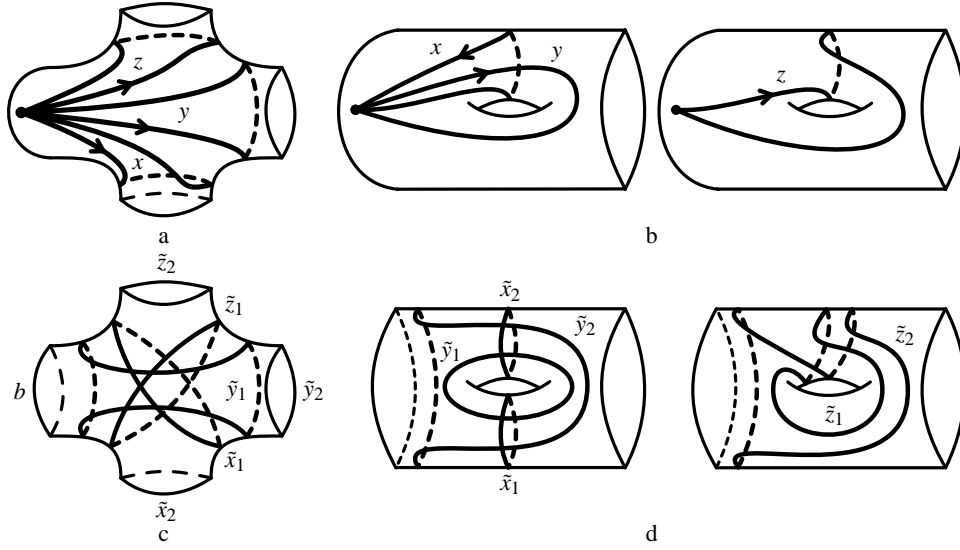 z
y
x
x
y
z
a
b
z̃₂
z̃₁
b
ỹ₁
ỹ₂
x̃₁
x̃₂
c
x̃₂
ỹ₁
ỹ₂
x̃₁
z̃₂
z̃₁
d